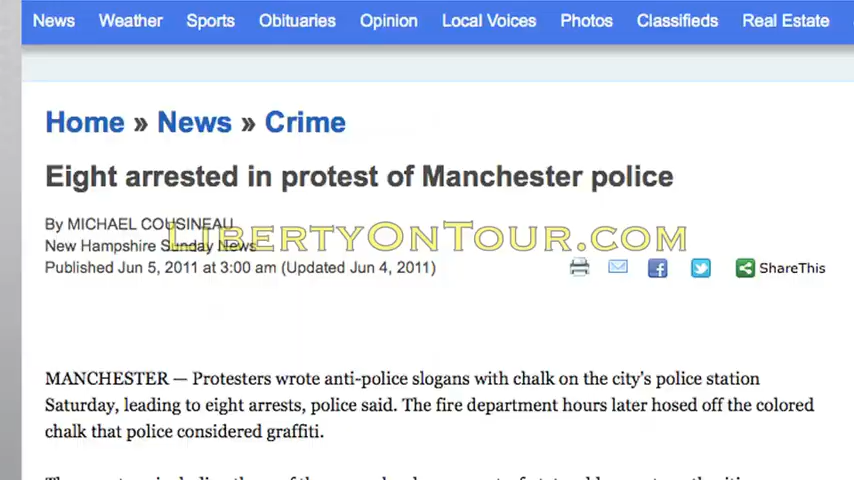 News Weather Sports Obituaries Opinion Local Voices Photos Classifieds Real Estate
Home » News » Crime
Eight arrested in protest of Manchester police
By MICHAEL COUSINEAU
LIBERTYONTOUR.COM
New Hampshire Sunday News
Published Jun 5, 2011 at 3:00 am (Updated Jun 4, 2011)
ShareThis
MANCHESTER — Protesters wrote anti-police slogans with chalk on the city's police station
Saturday, leading to eight arrests, police said. The fire department hours later hosed off the colored
chalk that police considered graffiti.